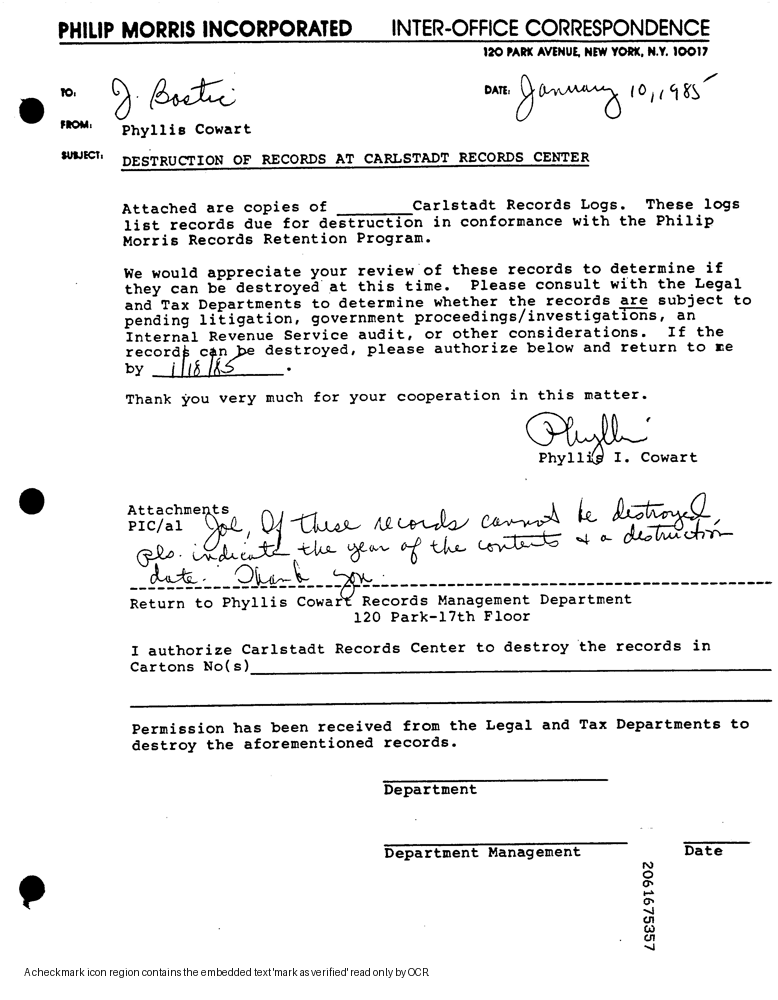 PHILIP MORRIS INCORPORATED INTER-OFFICE CORRESPONDENCE
120 PARK AVENUE, NEW YORK, N.Y. 10017
TO: J. Bostic DATE: January 10, 1985
FROM: Phyllis Cowart
SUBJECT: DESTRUCTION OF RECORDS AT CARLSTADT RECORDS CENTER
Attached are copies of ________ Carlstadt Records Logs. These logs
list records due for destruction in conformance with the Philip
Morris Records Retention Program.
We would appreciate your review of these records to determine if
they can be destroyed at this time. Please consult with the Legal
and Tax Departments to determine whether the records are subject to
pending litigation, government proceedings/investigations, an
Internal Revenue Service audit, or other considerations. If the
records can be destroyed, please authorize below and return to me
by 1/18/85.
Thank you very much for your cooperation in this matter.
Phyllis
Phyllis I. Cowart
Attachments
PIC/al
Joe, If these records cannot be destroyed,
pls. indicate the year of the contents & a destruction
date. Thank you.
Return to Phyllis Cowart Records Management Department
120 Park-17th Floor
I authorize Carlstadt Records Center to destroy the records in
Cartons No(s)
Permission has been received from the Legal and Tax Departments to
destroy the aforementioned records.
Department
Department Management Date
2061675357
A checkmark icon region contains the embedded text 'mark as verified' read only by OCR.